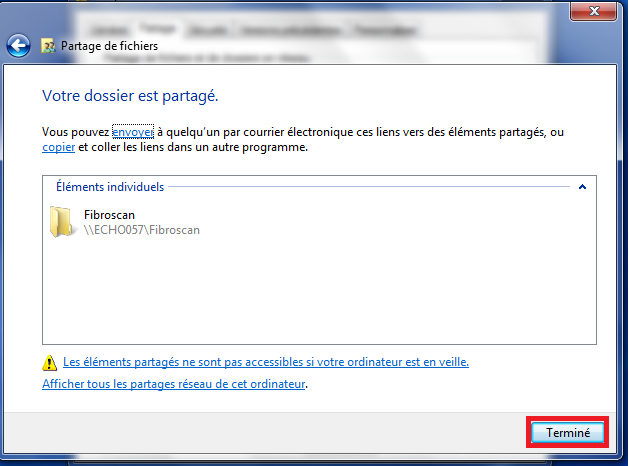 Partage de fichiers
Votre dossier est partagé.
Vous pouvez envoyer à quelqu'un par courrier électronique ces liens vers des éléments partagés, ou
copier et coller les liens dans un autre programme.
Éléments individuels
Fibroscan
\\ECHO057\Fibroscan
Les éléments partagés ne sont pas accessibles si votre ordinateur est en veille.
Afficher tous les partages réseau de cet ordinateur.
Terminé